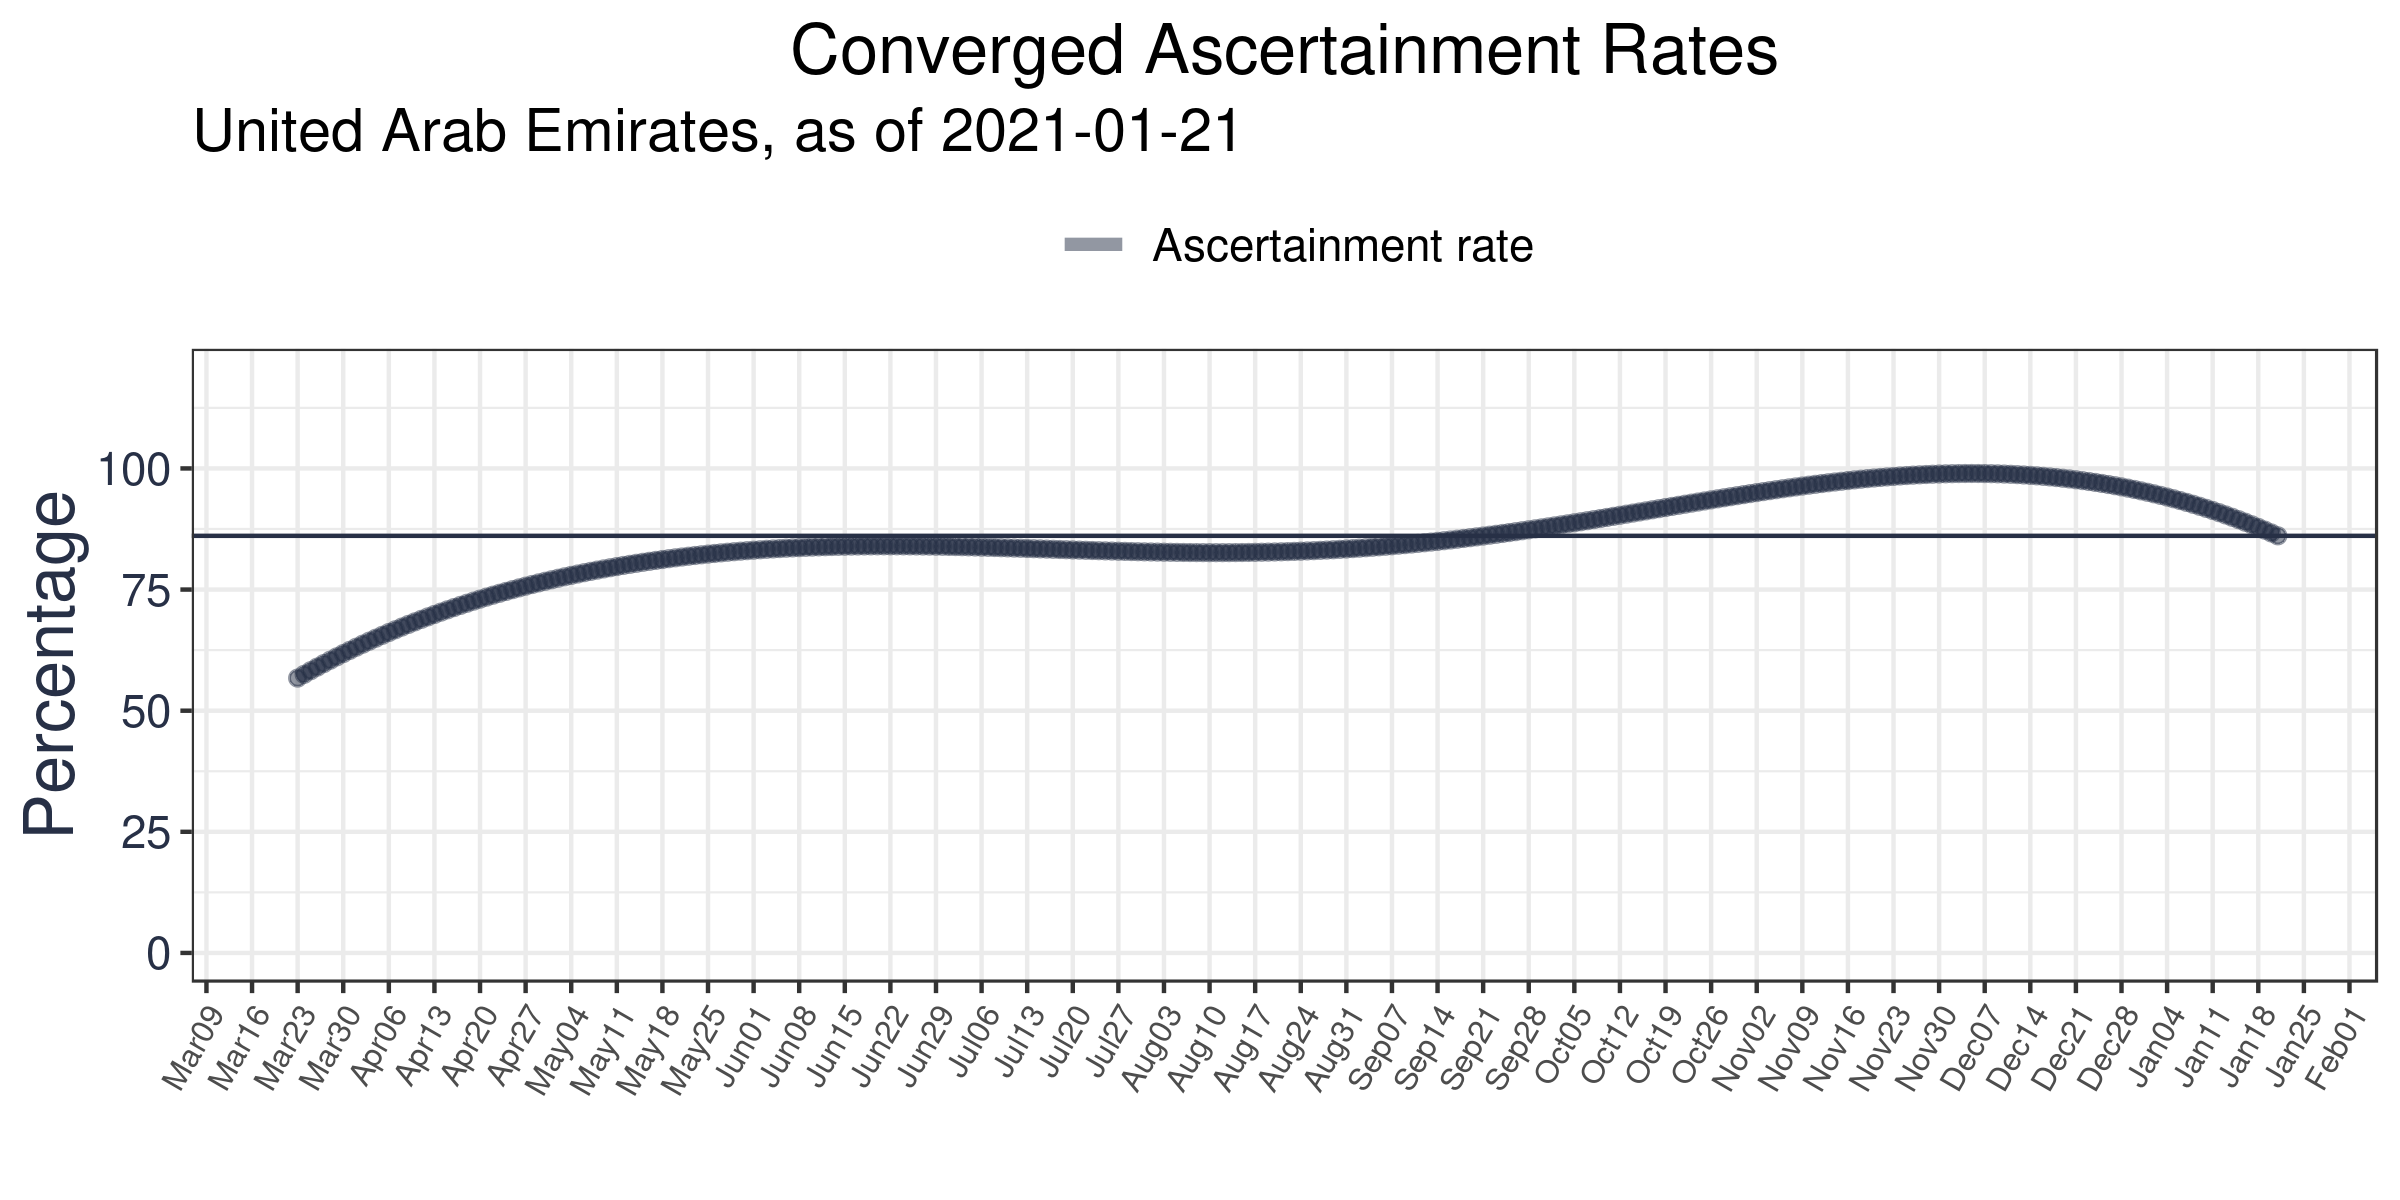 Converged Ascertainment Rates
United Arab Emirates, as of 2021-01-21
Ascertainment rate
Percentage
100
75
50
25
0
Mar09 Mar16 Mar23 Mar30 Apr06 Apr13 Apr20 Apr27 May04 May11 May18 May25 Jun01 Jun08 Jun15 Jun22 Jun29 Jul06 Jul13 Jul20 Jul27 Aug03 Aug10 Aug17 Aug24 Aug31 Sep07 Sep14 Sep21 Sep28 Oct05 Oct12 Oct19 Oct26 Nov02 Nov09 Nov16 Nov23 Nov30 Dec07 Dec14 Dec21 Dec28 Jan04 Jan11 Jan18 Jan25 Feb01